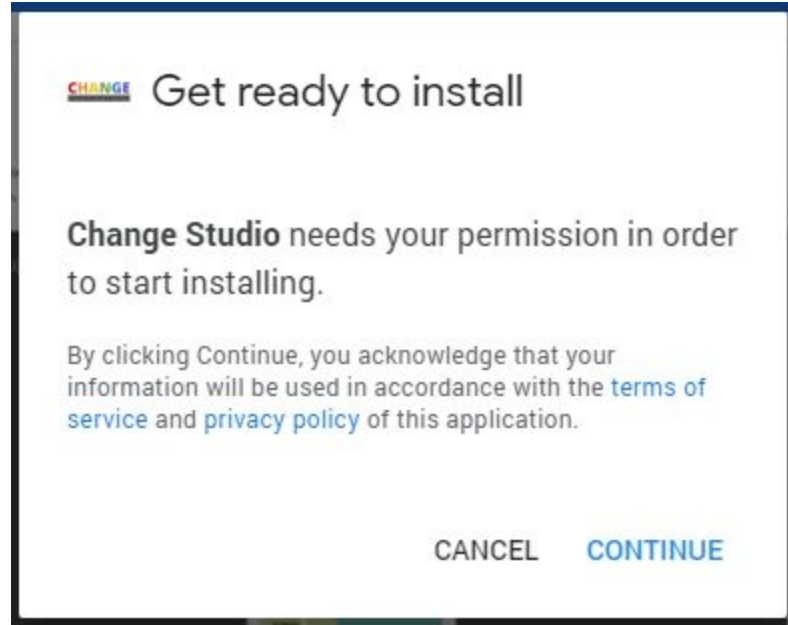 CHANGE
Get ready to install
Change Studio needs your permission in order
to start installing.
By clicking Continue, you acknowledge that your
information will be used in accordance with the terms of
service and privacy policy of this application.
CANCEL
CONTINUE